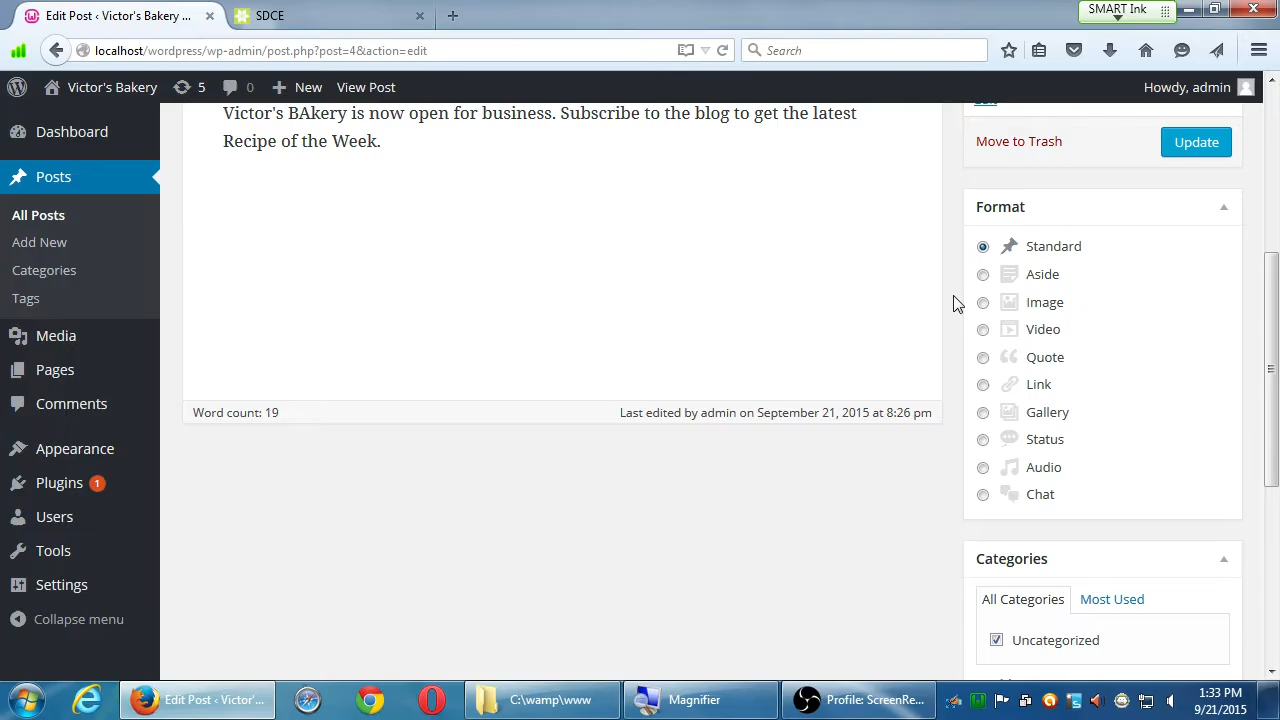 Edit Post ‹ Victor's Bakery ...
SDCE
SMART Ink
localhost/wordpress/wp-admin/post.php?post=4&action=edit
Search
Victor's Bakery
5
0
New
View Post
Howdy, admin
Dashboard
Posts
All Posts
Add New
Categories
Tags
Media
Pages
Comments
Appearance
Plugins 1
Users
Tools
Settings
Collapse menu
Victor's BAkery is now open for business. Subscribe to the blog to get the latest
Recipe of the Week.
Word count: 19
Last edited by admin on September 21, 2015 at 8:26 pm
Edit
Move to Trash
Update
Format
Standard
Aside
Image
Video
Quote
Link
Gallery
Status
Audio
Chat
Categories
All Categories
Most Used
Uncategorized
Edit Post ‹ Victor'...
C:\wamp\www
Magnifier
Profile: ScreenRe...
1:33 PM
9/21/2015